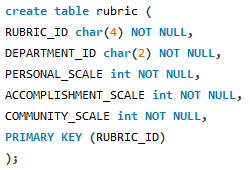 create table rubric (
RUBRIC_ID char(4) NOT NULL,
DEPARTMENT_ID char(2) NOT NULL,
PERSONAL_SCALE int NOT NULL,
ACCOMPLISHMENT_SCALE int NOT NULL,
COMMUNITY_SCALE int NOT NULL,
PRIMARY KEY (RUBRIC_ID)
);